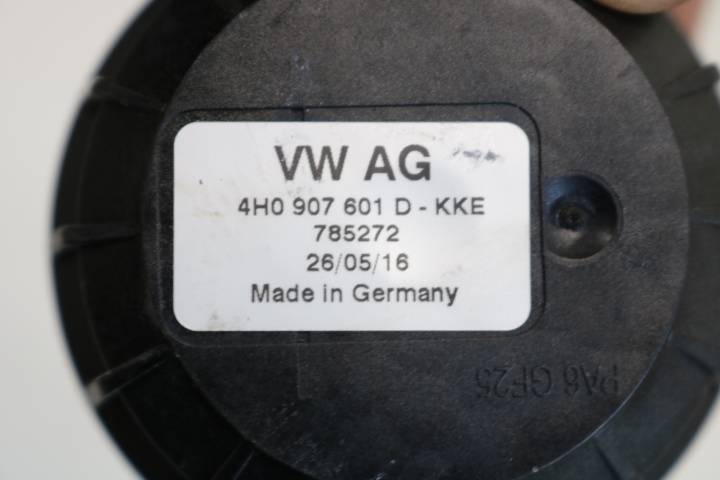 VW AG
4H0 907 601 D - KKE
785272
26/05/16
Made in Germany
PA6 GF25